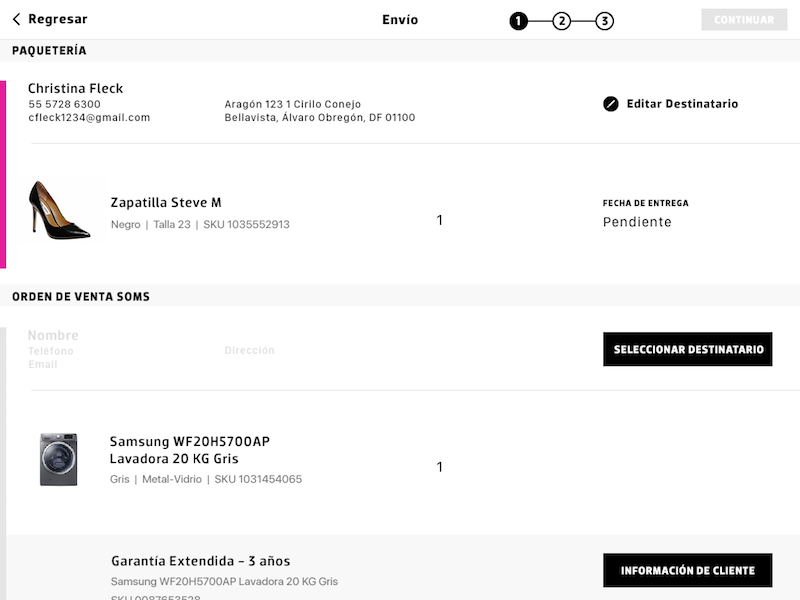 Regresar
Envío
1
2
3
CONTINUAR
PAQUETERÍA
Christina Fleck
55 5728 6300
cfleck1234@gmail.com
Aragón 123 1 Cirilo Conejo
Bellavista, Álvaro Obregón, DF 01100
Editar Destinatario
Zapatilla Steve M
Negro | Talla 23 | SKU 1035552913
1
FECHA DE ENTREGA
Pendiente
ORDEN DE VENTA SOMS
Nombre
Teléfono
Email
Dirección
SELECCIONAR DESTINATARIO
Samsung WF20H5700AP
Lavadora 20 KG Gris
Gris | Metal-Vidrio | SKU 1031454065
1
Garantía Extendida – 3 años
Samsung WF20H5700AP Lavadora 20 KG Gris
SKU 0087653528
INFORMACIÓN DE CLIENTE